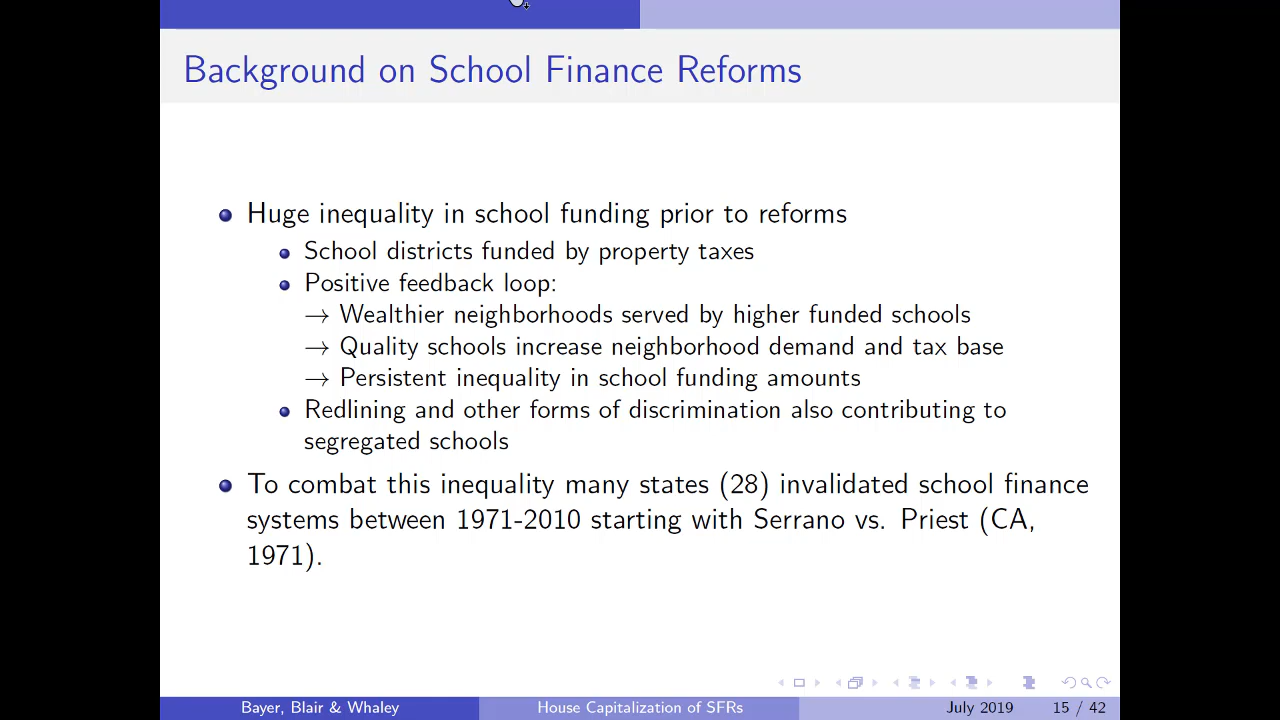 Background on School Finance Reforms
Huge inequality in school funding prior to reforms
School districts funded by property taxes
Positive feedback loop:
→ Wealthier neighborhoods served by higher funded schools
→ Quality schools increase neighborhood demand and tax base
→ Persistent inequality in school funding amounts
Redlining and other forms of discrimination also contributing to
segregated schools
To combat this inequality many states (28) invalidated school finance
systems between 1971-2010 starting with Serrano vs. Priest (CA,
1971).
Bayer, Blair & Whaley House Capitalization of SFRs July 2019 15 / 42